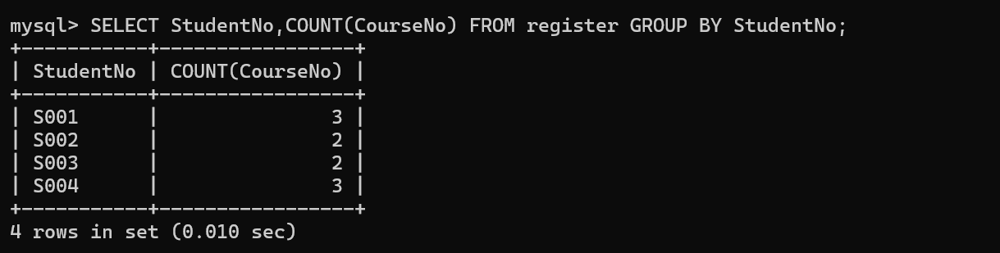 mysql> SELECT StudentNo,COUNT(CourseNo) FROM register GROUP BY StudentNo;
+-----------+-----------------+
| StudentNo | COUNT(CourseNo) |
+-----------+-----------------+
| S001      |               3 |
| S002      |               2 |
| S003      |               2 |
| S004      |               3 |
+-----------+-----------------+
4 rows in set (0.010 sec)